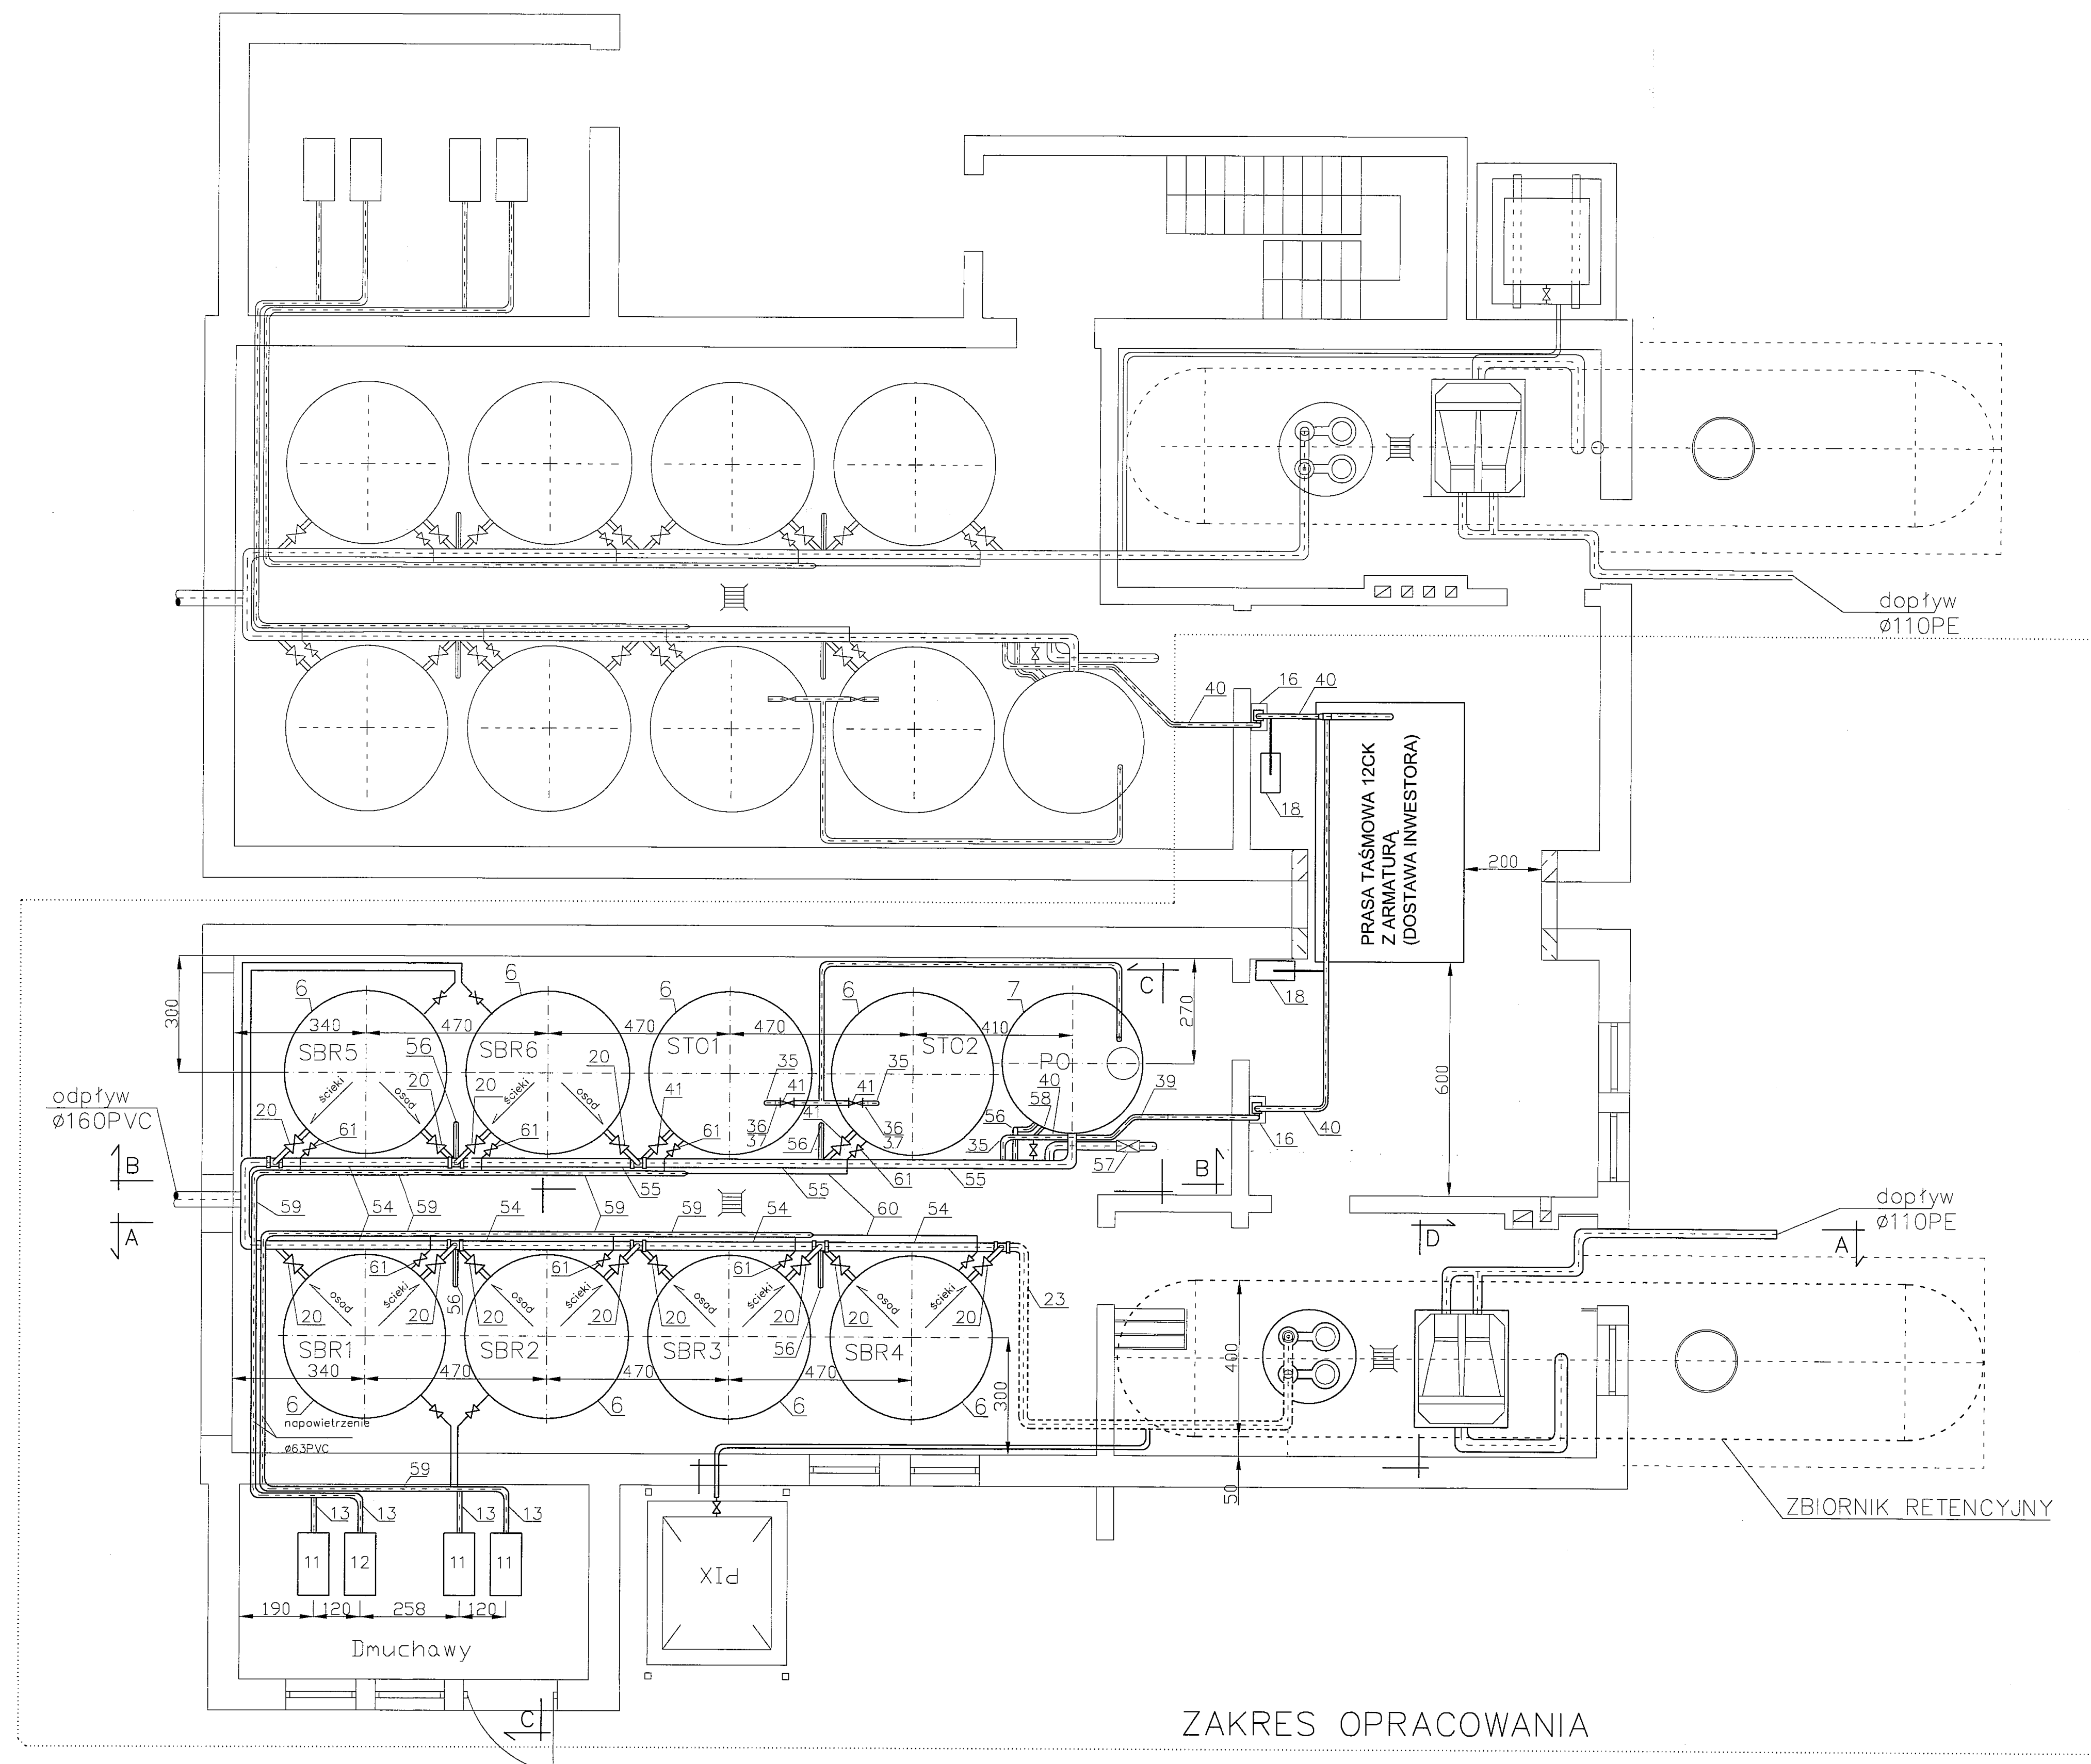 dopływ
ø110PE
40
16
40
18
PRASA TAŚMOWA 12CK
Z ARMATURĄ
(DOSTAWA INWESTORA)
200
300
6
6
6
6
7
C
270
18
340
470
470
470
410
SBR5
56
SBR6
STO1
STO2
PO
600
20
20
20
41
35
41
41
35
40
58
39
ścieki
osad
ścieki
osad
odpływ
ø160PVC
20
61
61
61
36
37
56
36
37
56
35
16
40
57
61
B
B
55
55
55
59
54
59
59
60
A
54
59
54
54
dopływ
ø110PE
D
A
61
61
61
56
20
osad
ścieki
20
20
osad
ścieki
20
20
osad
ścieki
20
56
20
osad
ścieki
20
23
SBR1
SBR2
SBR3
SBR4
340
470
470
470
300
400
6
6
6
6
napowietrzenie
ø63PVC
59
50
ZBIORNIK RETENCYJNY
13
13
13
13
11
12
11
11
PIX
190
120
258
120
Dmuchawy
C
ZAKRES OPRACOWANIA